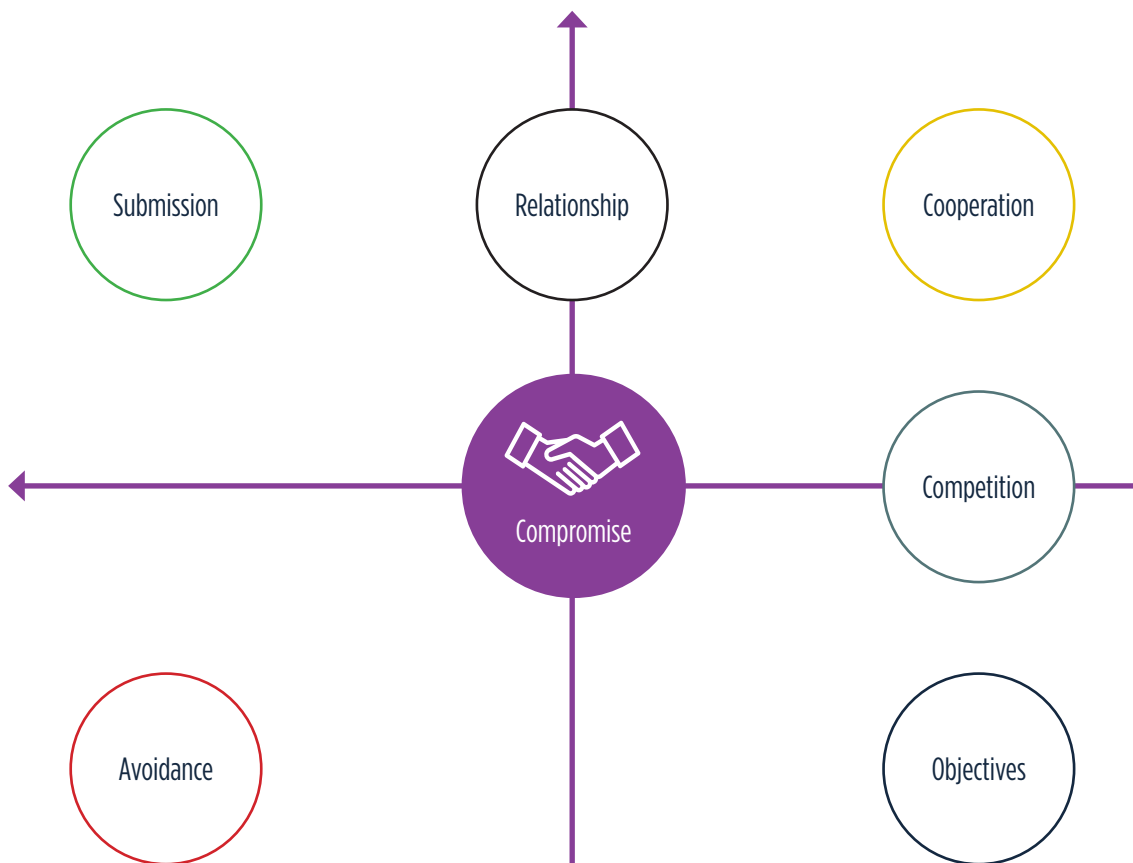 Submission
Relationship
Cooperation
Compromise
Competition
Avoidance
Objectives